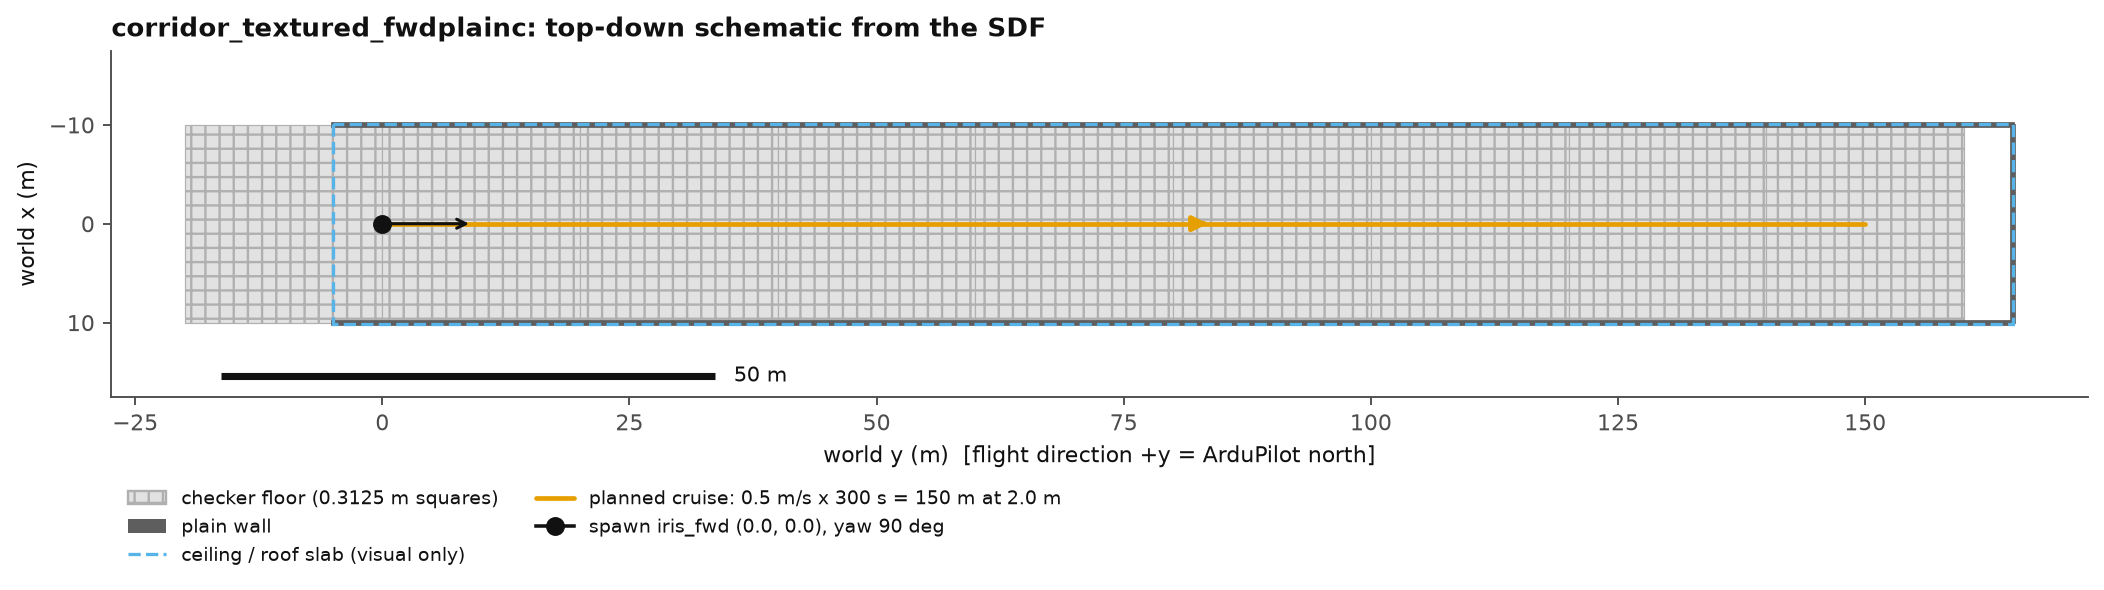 corridor_textured_fwdplainc: top-down schematic from the SDF
−10
0
10
world x (m)
50 m
−25 0 25 50 75 100 125 150
world y (m) [flight direction +y = ArduPilot north]
checker floor (0.3125 m squares)
plain wall
ceiling / roof slab (visual only)
planned cruise: 0.5 m/s x 300 s = 150 m at 2.0 m
spawn iris_fwd (0.0, 0.0), yaw 90 deg